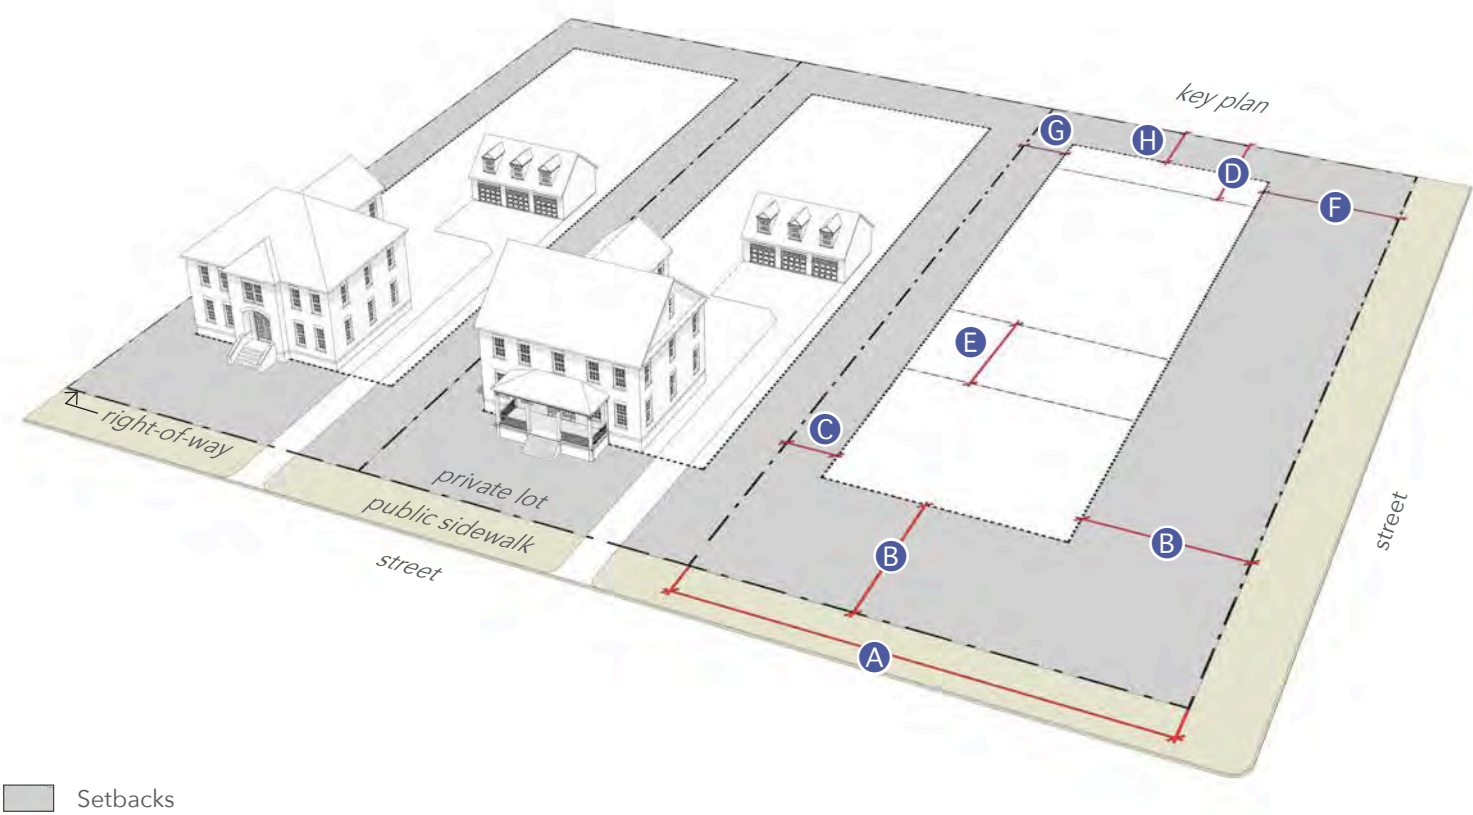 key plan
G
H
D
F
E
C
B
B
A
right-of-way
private lot
public sidewalk
street
street
Setbacks